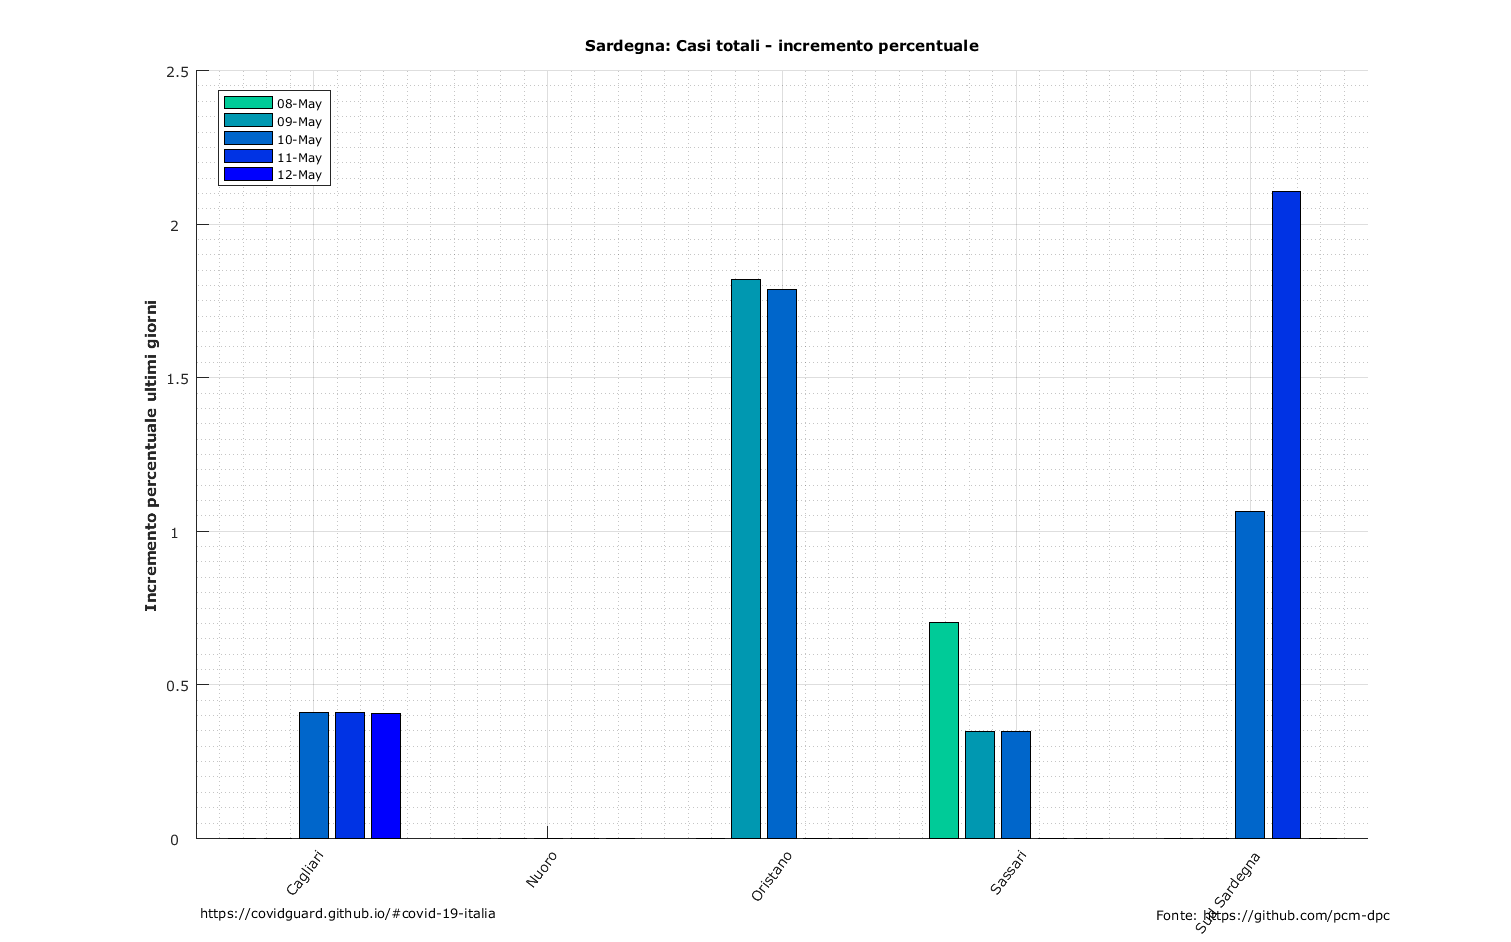 Sardegna: Casi totali - incremento percentuale
2.5
2
1.5
1
0.5
0
Incremento percentuale ultimi giorni
08-May
09-May
10-May
11-May
12-May
Cagliari
Nuoro
Oristano
Sassari
Sud Sardegna
https://covidguard.github.io/#covid-19-italia
Fonte: https://github.com/pcm-dpc